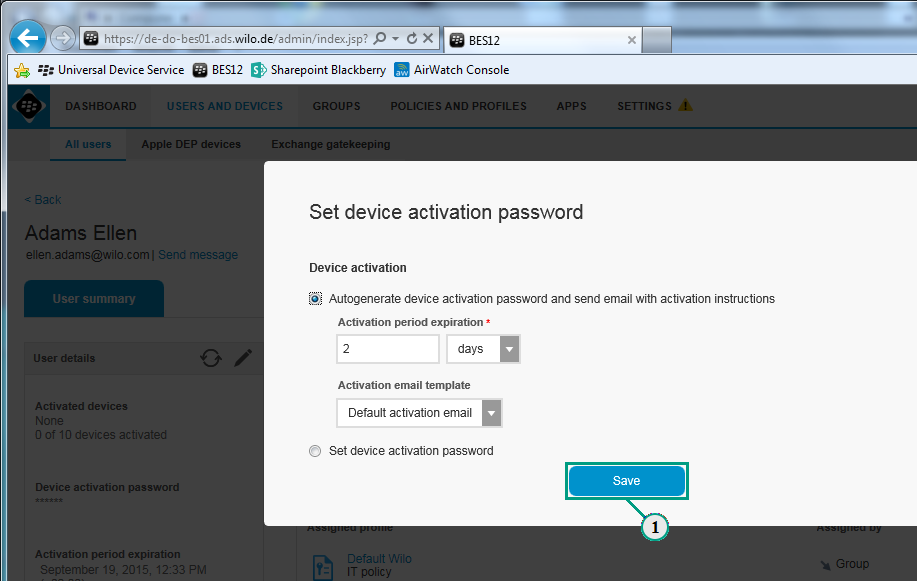 https://de-do-bes01.ads.wilo.de/admin/index.jsp?
BES12
Universal Device Service
BES12
Sharepoint Blackberry
AirWatch Console
DASHBOARD
USERS AND DEVICES
GROUPS
POLICIES AND PROFILES
APPS
SETTINGS
All users
Apple DEP devices
Exchange gatekeeping
< Back
Adams Ellen
ellen.adams@wilo.com | Send message
User summary
User details
Activated devices
None
0 of 10 devices activated
Device activation password
******
Activation period expiration
September 19, 2015, 12:33 PM
Set device activation password
Device activation
Autogenerate device activation password and send email with activation instructions
Activation period expiration *
2
days
Activation email template
Default activation email
Set device activation password
Save
1
Assigned profile
Assigned by
Default Wilo
IT policy
Group